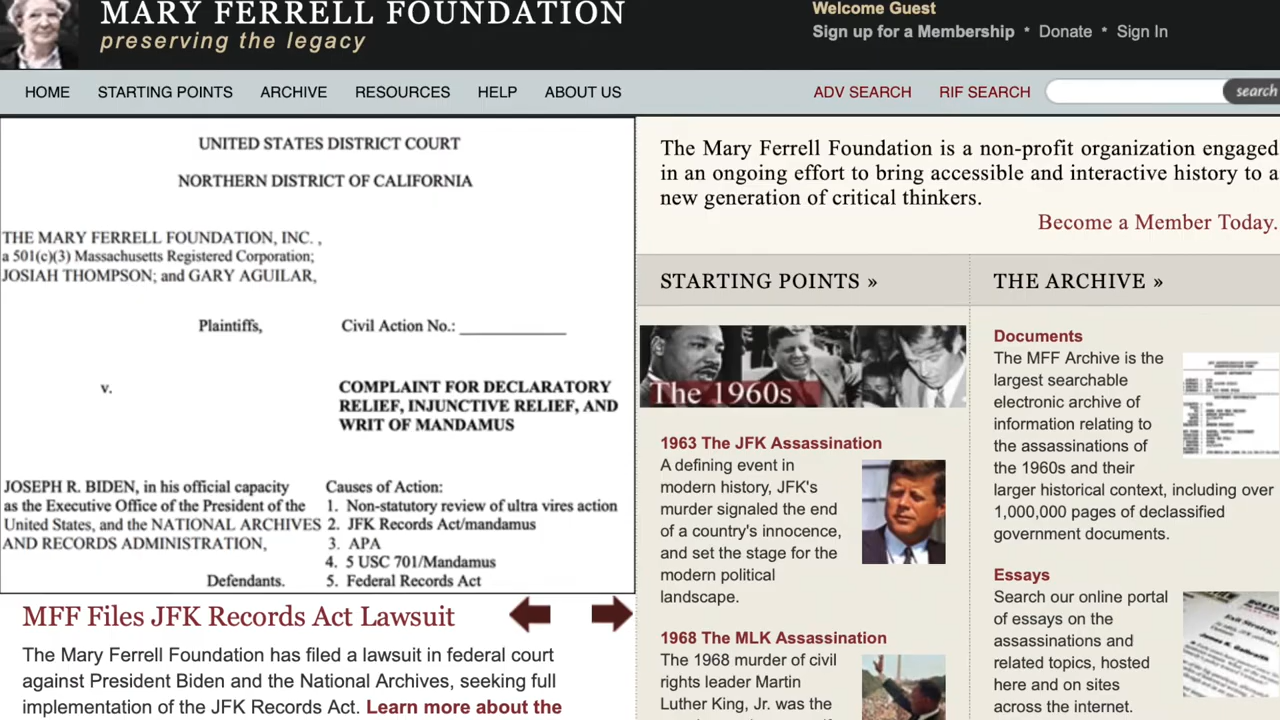 MARY FERRELL FOUNDATION
preserving the legacy
Welcome Guest
Sign up for a Membership * Donate * Sign In
HOME STARTING POINTS ARCHIVE RESOURCES HELP ABOUT US
ADV SEARCH RIF SEARCH search
UNITED STATES DISTRICT COURT
NORTHERN DISTRICT OF CALIFORNIA
THE MARY FERRELL FOUNDATION, INC. ,
a 501(c)(3) Massachusetts Registered Corporation;
JOSIAH THOMPSON; and GARY AGUILAR,
Plaintiffs,
Civil Action No.: ____________
v.
COMPLAINT FOR DECLARATORY
RELIEF, INJUNCTIVE RELIEF, AND
WRIT OF MANDAMUS
JOSEPH R. BIDEN, in his official capacity
as the Executive Office of the President of the
United States, and the NATIONAL ARCHIVES
AND RECORDS ADMINISTRATION,
Defendants.
Causes of Action:
1. Non-statutory review of ultra vires action
2. JFK Records Act/mandamus
3. APA
4. 5 USC 701/Mandamus
5. Federal Records Act
MFF Files JFK Records Act Lawsuit
The Mary Ferrell Foundation has filed a lawsuit in federal court
against President Biden and the National Archives, seeking full
implementation of the JFK Records Act. Learn more about the
The Mary Ferrell Foundation is a non-profit organization engaged
in an ongoing effort to bring accessible and interactive history to a
new generation of critical thinkers.
Become a Member Today.
STARTING POINTS »
The 1960s
1963 The JFK Assassination
A defining event in
modern history, JFK's
murder signaled the end
of a country's innocence,
and set the stage for the
modern political
landscape.
1968 The MLK Assassination
The 1968 murder of civil
rights leader Martin
Luther King, Jr. was the
THE ARCHIVE »
Documents
The MFF Archive is the
largest searchable
electronic archive of
information relating to
the assassinations of
the 1960s and their
larger historical context, including over
1,000,000 pages of declassified
government documents.
Essays
Search our online portal
of essays on the
assassinations and
related topics, hosted
here and on sites
across the internet.